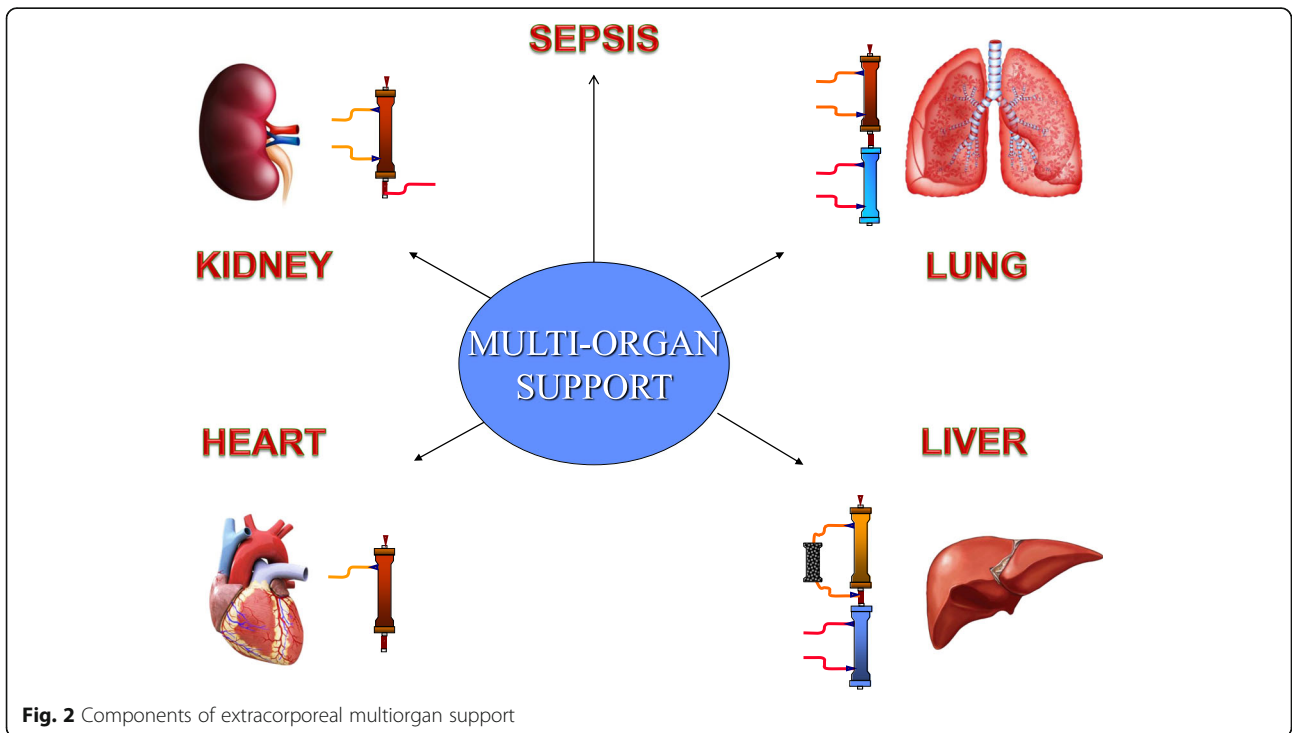 SEPSIS
KIDNEY
LUNG
MULTI-ORGAN
SUPPORT
HEART
LIVER
Fig. 2 Components of extracorporeal multiorgan support